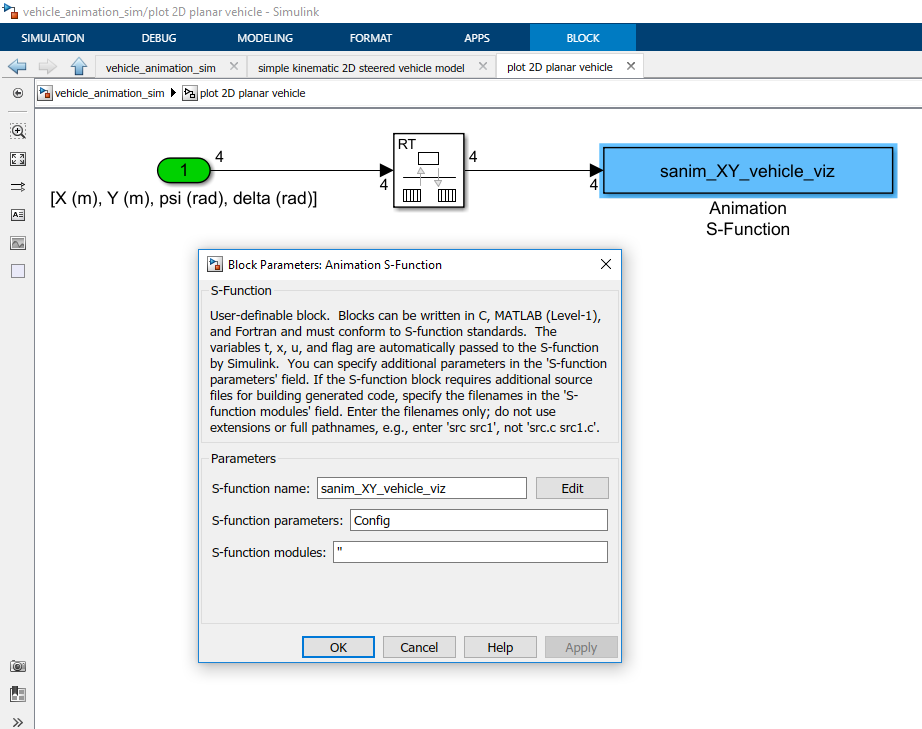 vehicle_animation_sim/plot 2D planar vehicle - Simulink
SIMULATION DEBUG MODELING FORMAT APPS BLOCK
vehicle_animation_sim simple kinematic 2D steered vehicle model plot 2D planar vehicle
vehicle_animation_sim plot 2D planar vehicle
1
4
[X (m), Y (m), psi (rad), delta (rad)]
4
RT
4
4
sanim_XY_vehicle_viz
Animation
S-Function
Block Parameters: Animation S-Function
S-Function
User-definable block.  Blocks can be written in C, MATLAB (Level-1),
and Fortran and must conform to S-function standards.  The
variables t, x, u, and flag are automatically passed to the S-function
by Simulink.  You can specify additional parameters in the 'S-function
parameters' field. If the S-function block requires additional source
files for building generated code, specify the filenames in the 'S-
function modules' field. Enter the filenames only; do not use
extensions or full pathnames, e.g., enter 'src src1', not 'src.c src1.c'.
Parameters
S-function name: sanim_XY_vehicle_viz Edit
S-function parameters: Config
S-function modules: ''
OK Cancel Help Apply